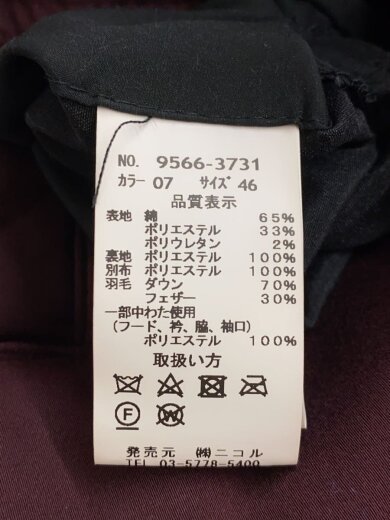 NO. 9566-3731
カラー 07 サイズ 46
品質表示
表地 綿 65%
ポリエステル 33%
ポリウレタン 2%
裏地 ポリエステル 100%
別布 ポリエステル 100%
羽毛 ダウン 70%
フェザー 30%
一部中わた使用
(フード、衿、脇、袖口)
ポリエステル 100%
取扱い方
F W
発売元 ㈱ニコル
TEL 03-5778-5400